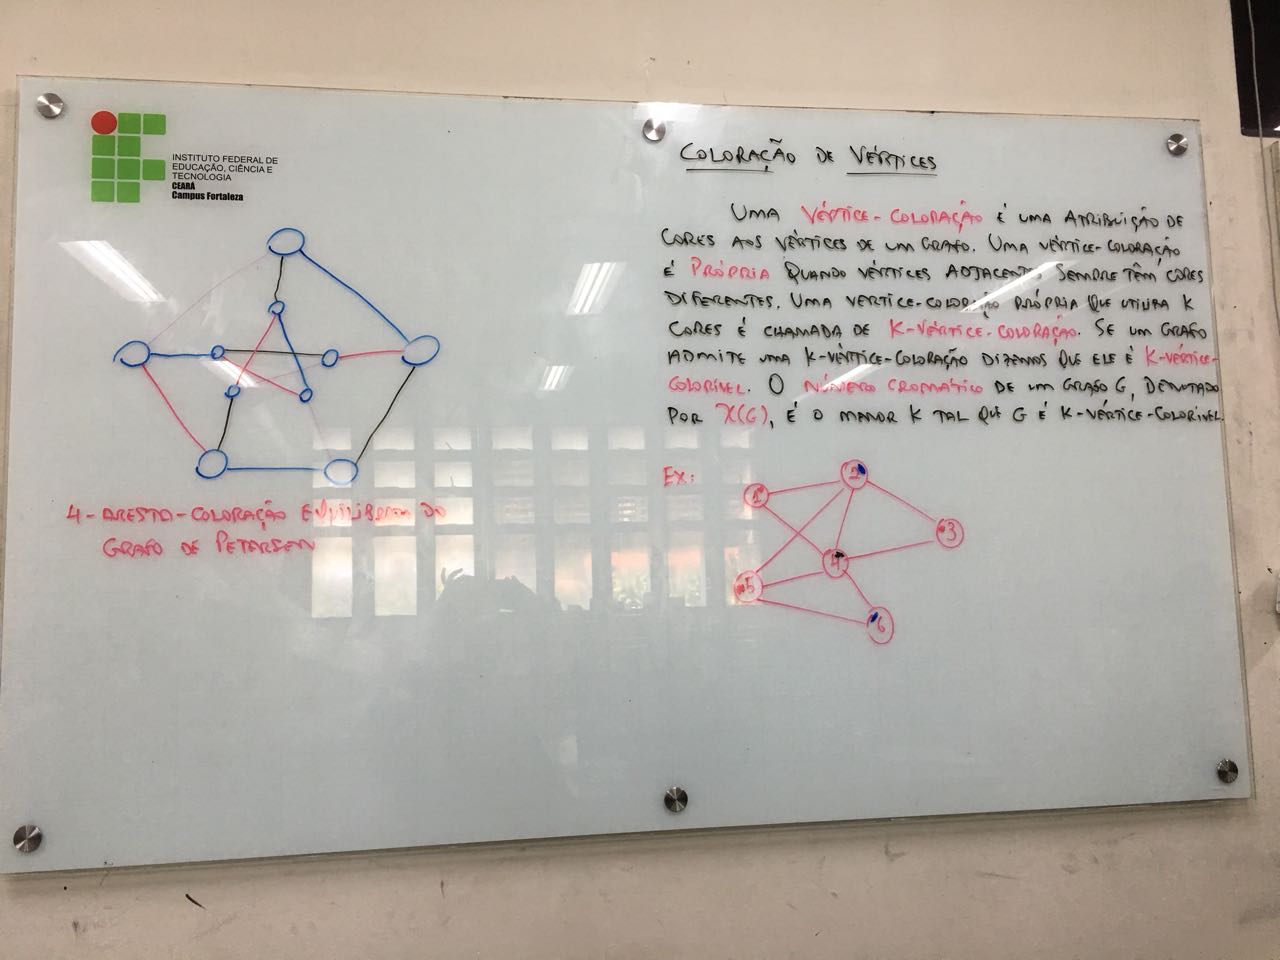 INSTITUTO FEDERAL DE
EDUCAÇÃO, CIÊNCIA E
TECNOLOGIA
CEARÁ
Campus Fortaleza
4-ARESTA-COLORAÇÃO EQUILIBRADA DO
GRAFO DE PETERSEN
COLORAÇÃO DE VÉRTICES
UMA VÉRTICE-COLORAÇÃO É UMA ATRIBUIÇÃO DE
CORES AOS VÉRTICES DE UM GRAFO. UMA VÉRTICE-COLORAÇÃO
É PRÓPRIA QUANDO VÉRTICES ADJACENTES SEMPRE TÊM CORES
DIFERENTES. UMA VÉRTICE-COLORAÇÃO PRÓPRIA QUE UTILIZA K
CORES É CHAMADA DE K-VÉRTICE-COLORAÇÃO. SE UM GRAFO
ADMITE UMA K-VÉRTICE-COLORAÇÃO DIZEMOS QUE ELE É K-VÉRTICE-
COLORÍVEL. O NÚMERO CROMÁTICO DE UM GRAFO G, DENOTADO
POR χ(G), É O MENOR K TAL QUE G É K-VÉRTICE-COLORÍVEL.
EX:
1
2
3
4
5
6